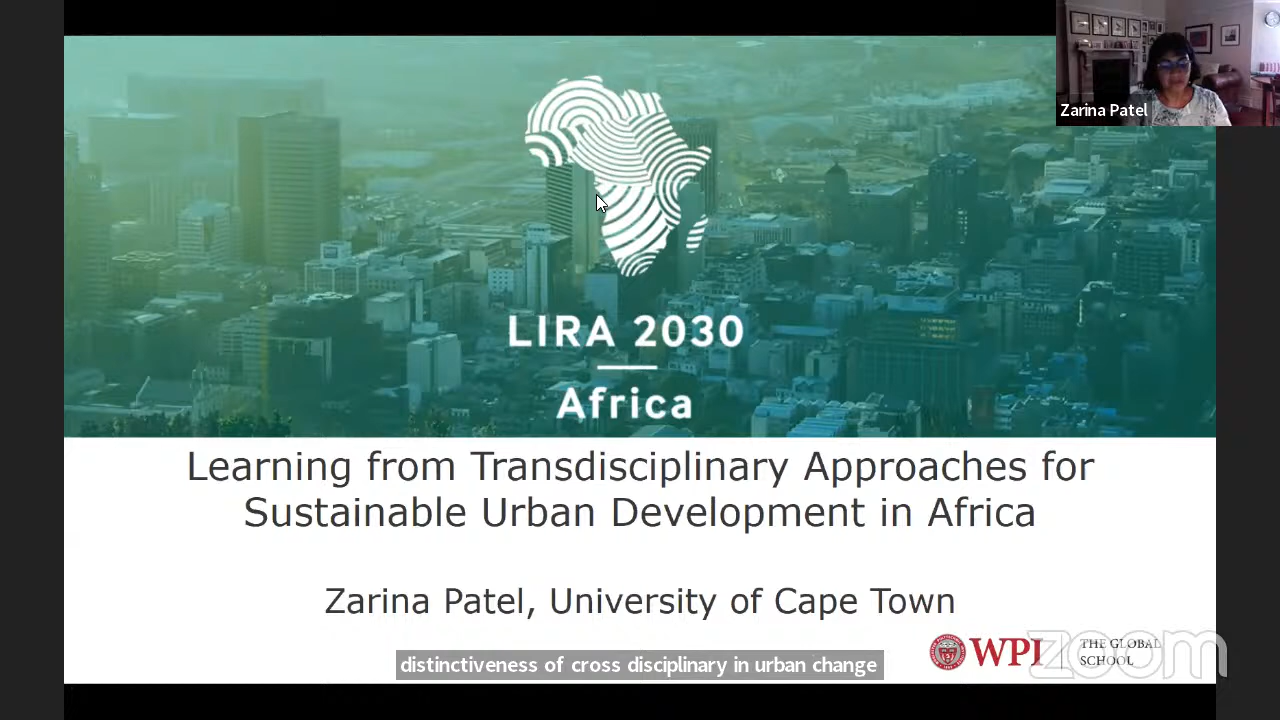 Zarina Patel
LIRA 2030
Africa
Learning from Transdisciplinary Approaches for
Sustainable Urban Development in Africa
Zarina Patel, University of Cape Town
distinctiveness of cross disciplinary in urban change
WPI
THE GLOBAL
SCHOOL
zoom